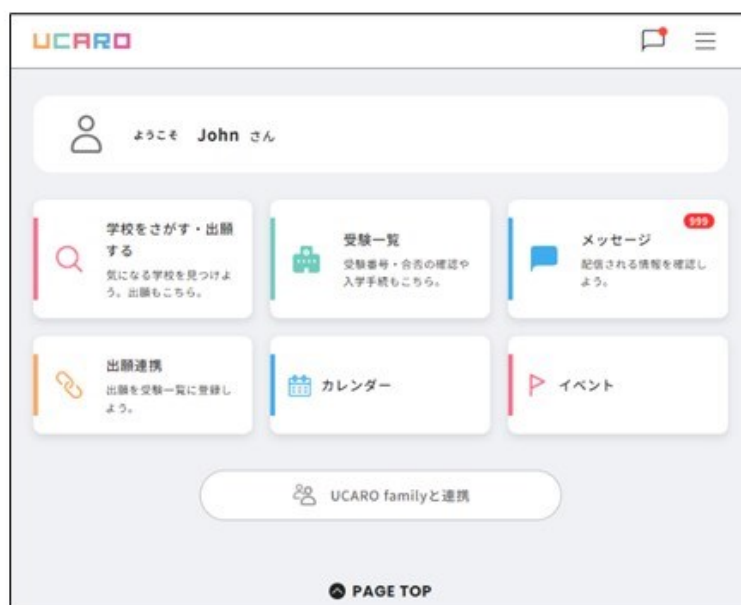 UCARO
ようこそ John さん
学校をさがす・出願
する
気になる学校を見つけよ
う。出願もこちら。
受験一覧
受験番号・合否の確認や
入学手続もこちら。
999
メッセージ
配信される情報を確認し
よう。
出願連携
出願を受験一覧に登録し
よう。
カレンダー
イベント
UCARO familyと連携
PAGE TOP